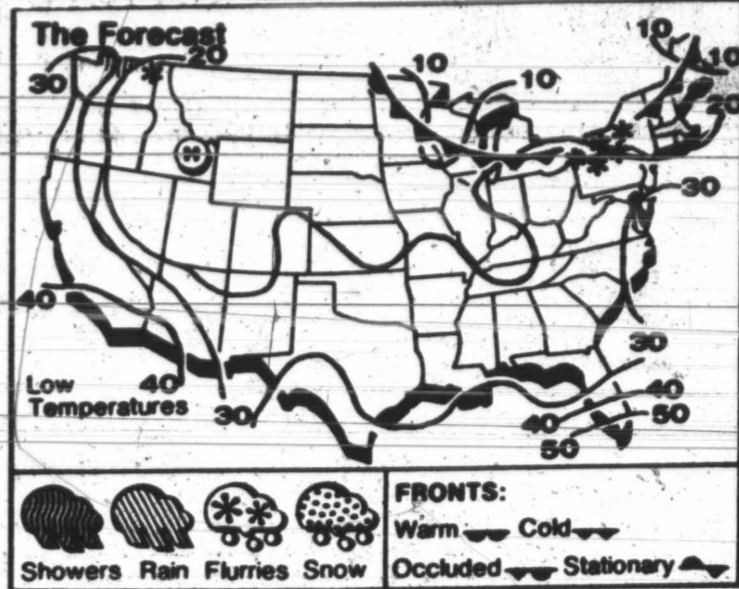 The Forecast
20
30
10
10
10
10
20
30
40
40
30
30
40
40
50
50
Low
Temperatures
H
Showers Rain Flurries Snow
FRONTS:
Warm Cold
Occluded Stationary